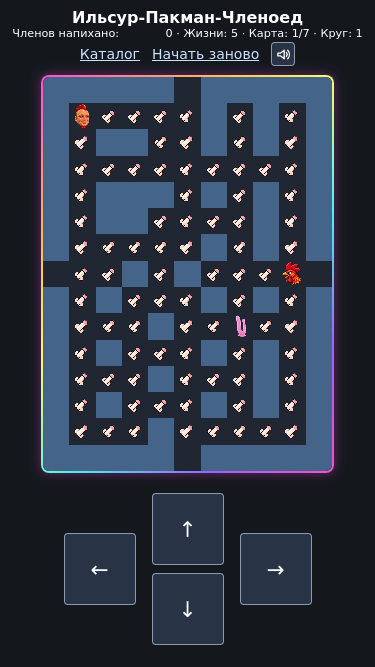 Ильсур-Пакман-Членоед
Членов напихано: 0 · Жизни: 5 · Карта: 1/7 · Круг: 1
Каталог Начать заново
↑
← →
↓